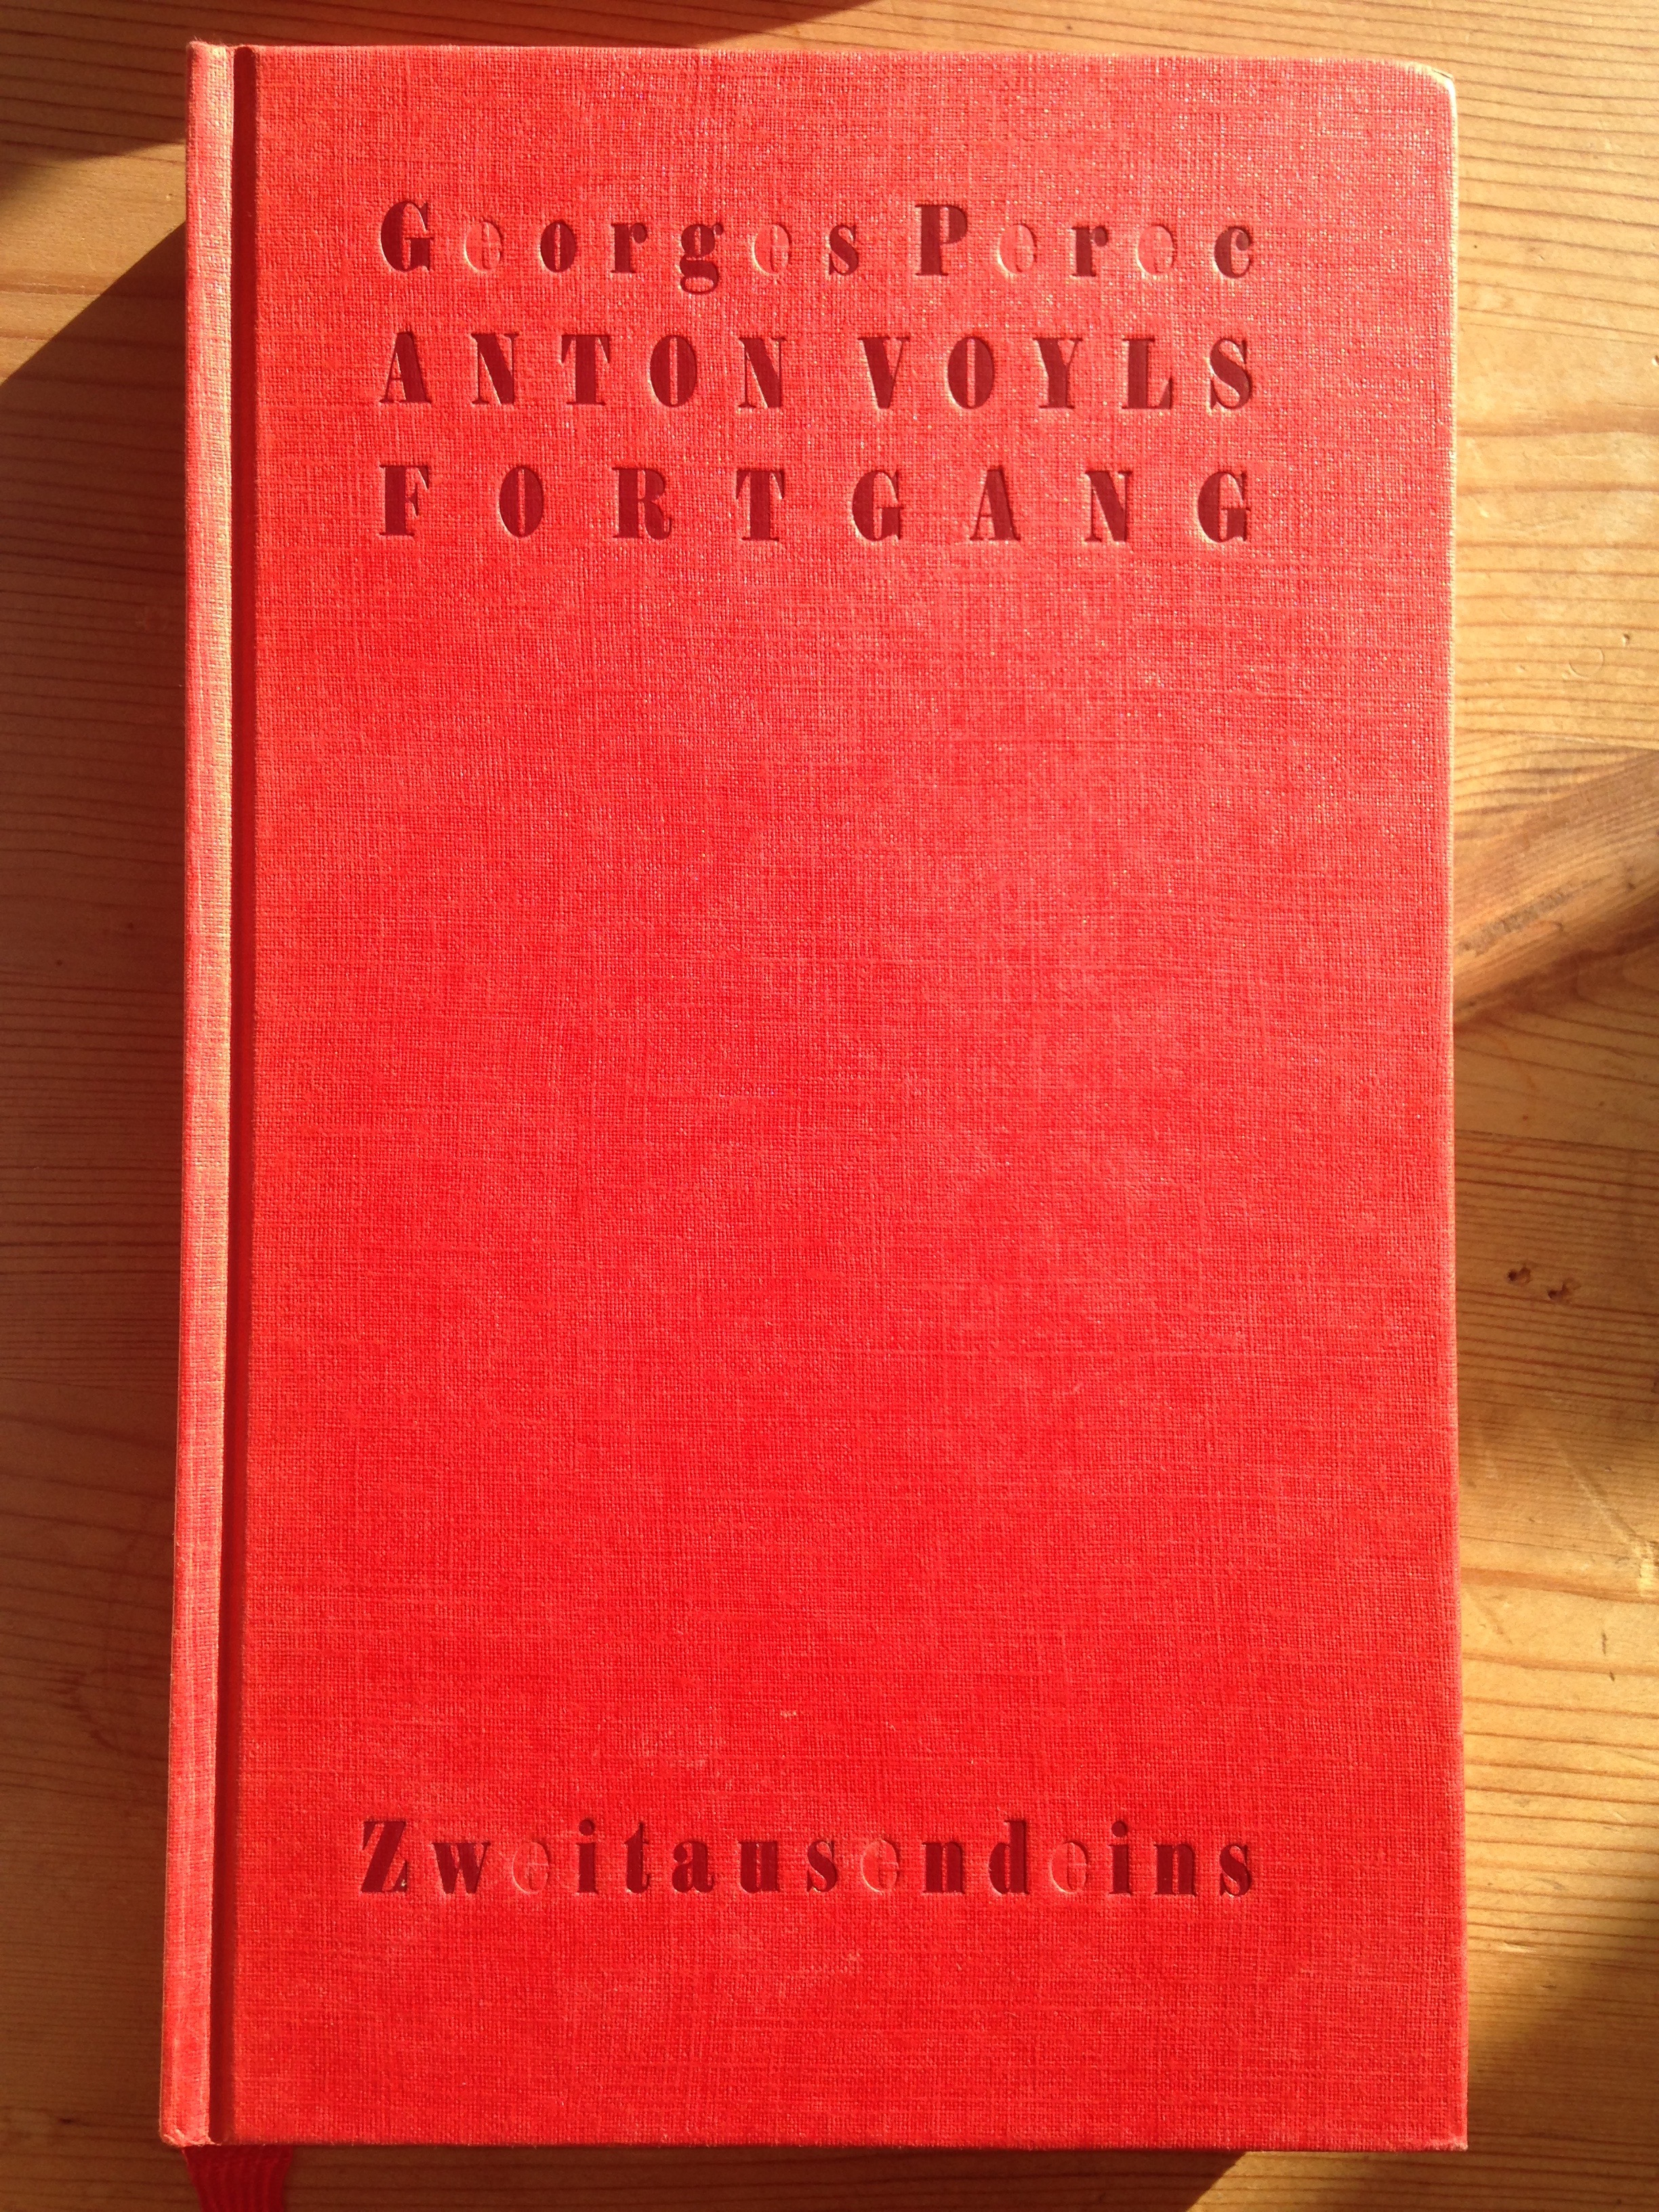 Georges Perec
ANTON VOYLS
FORTGANG
Zweitausendeins